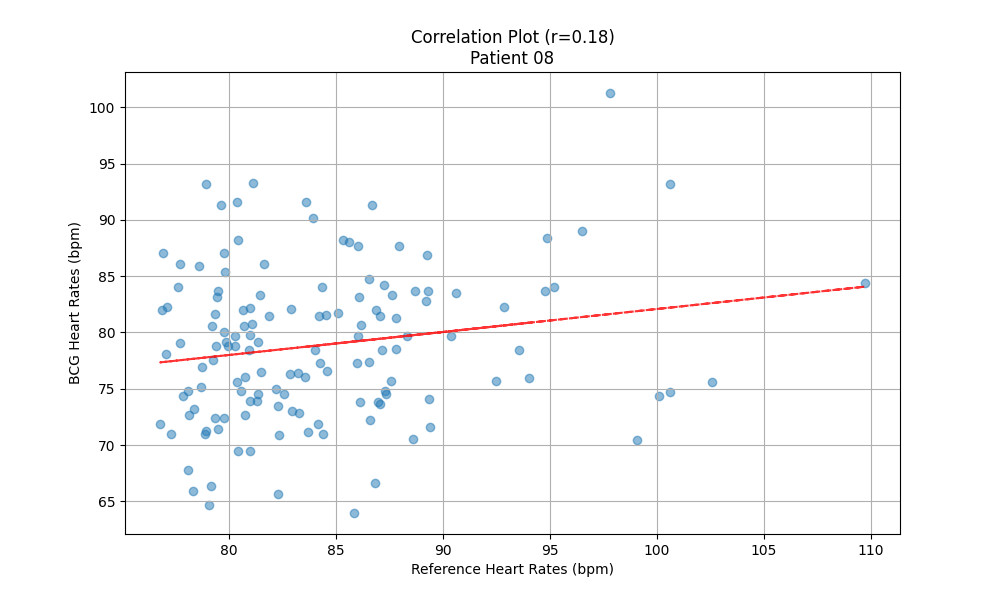 Correlation Plot (r=0.18)
Patient 08
BCG Heart Rates (bpm)
100
95
90
85
80
75
70
65
80 85 90 95 100 105 110
Reference Heart Rates (bpm)